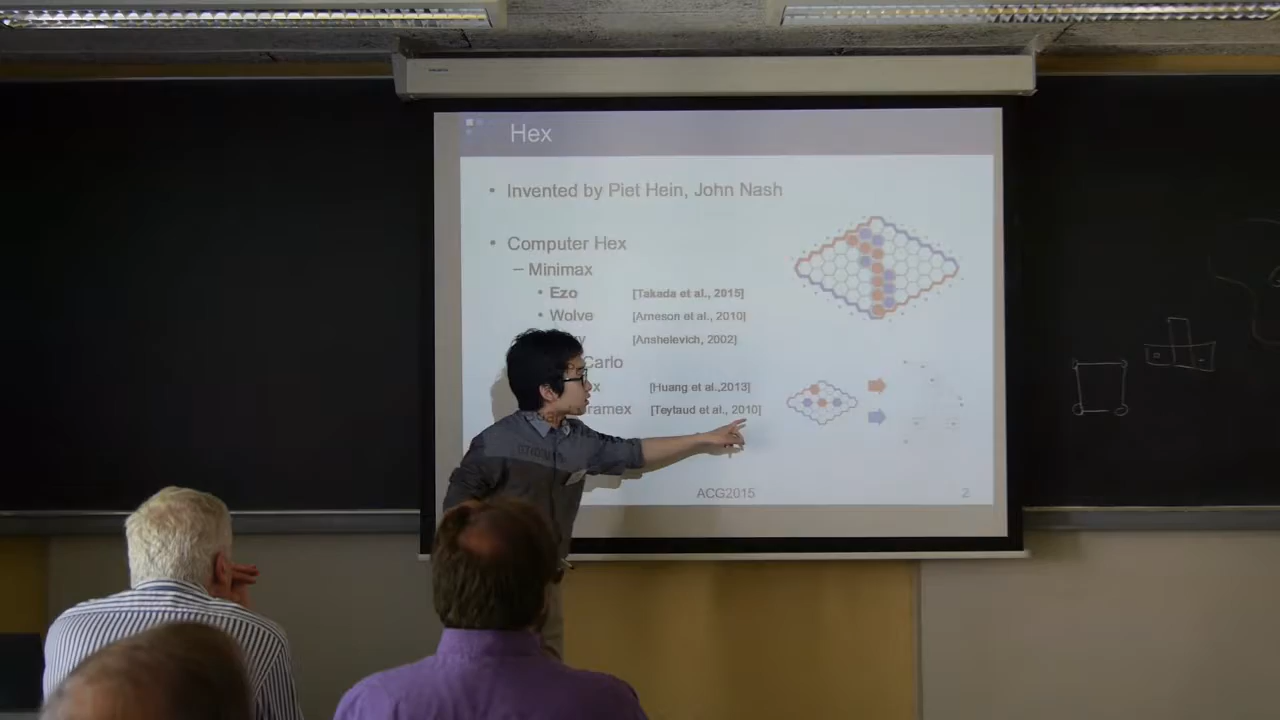 Hex
• Invented by Piet Hein, John Nash
• Computer Hex
– Minimax
• Ezo [Takada et al., 2015]
• Wolve [Arneson et al., 2010]
[Anshelevich, 2002]
Carlo
x [Huang et al.,2013]
ramex [Teytaud et al., 2010]
ACG2015
2